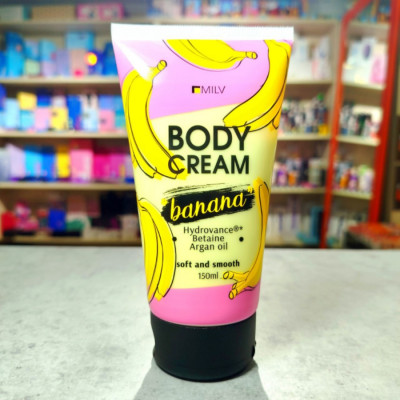 MILV
BODY
CREAM
banana
Hydrovance®*
Betaine
Argan oil
soft and smooth
150ml